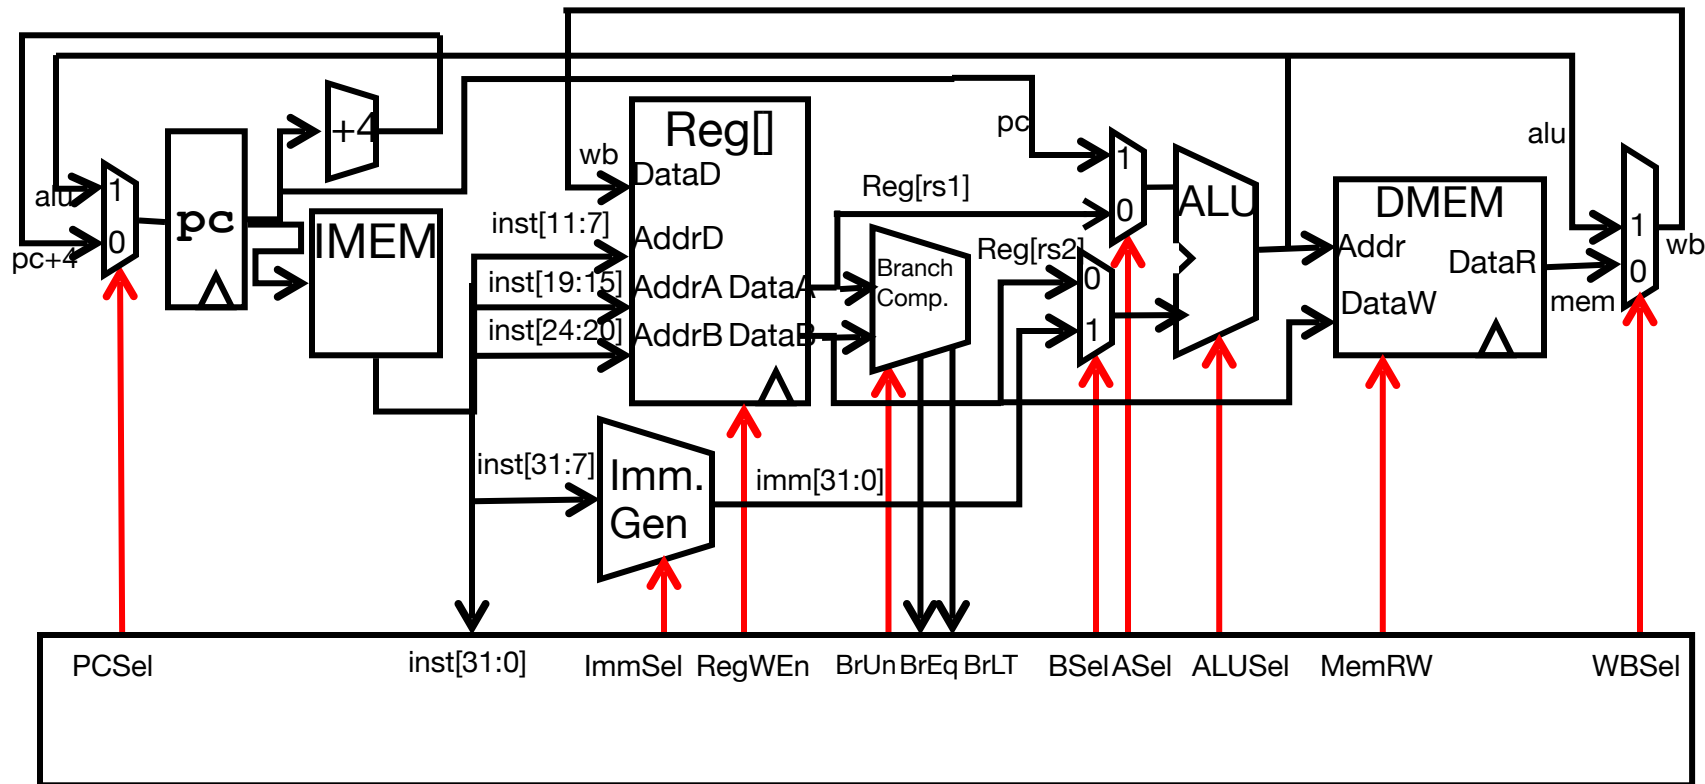 +4
Reg[]
pc
alu
wb
DataD
Reg[rs1]
1
0
ALU
DMEM
alu
1
0
pc
pc+4
IMEM
inst[11:7]
AddrD
inst[19:15]
AddrA DataA
inst[24:20]
AddrB DataB
Branch
Comp.
Reg[rs2]
0
1
1
0
Addr
DataR
DataW
mem
wb
inst[31:7]
Imm.
Gen
imm[31:0]
PCSel
inst[31:0]
ImmSel
RegWEn
BrUn
BrEq
BrLT
BSel
ASel
ALUSel
MemRW
WBSel